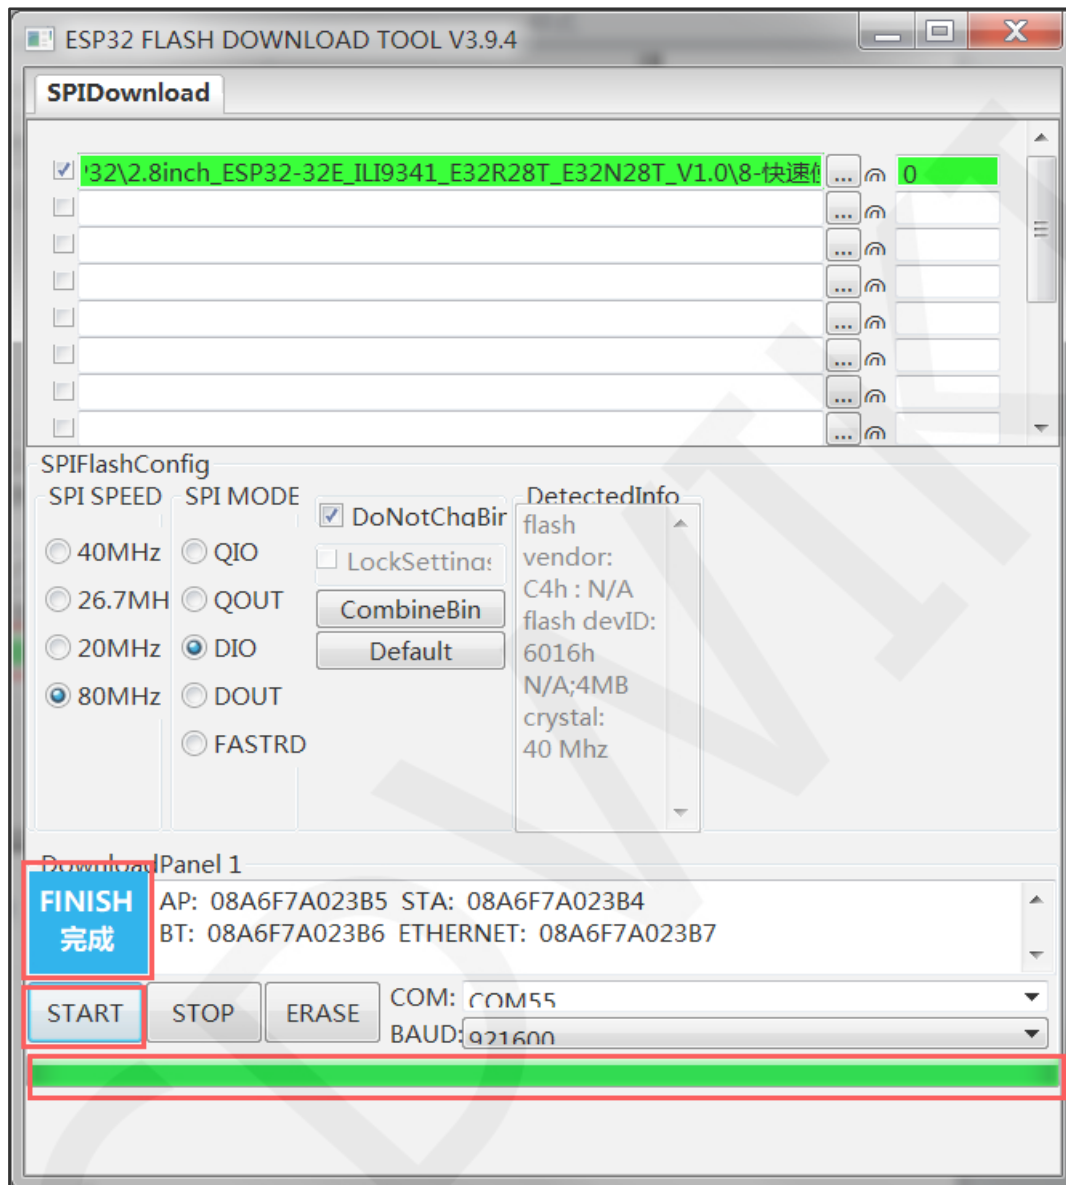 ESP32 FLASH DOWNLOAD TOOL V3.9.4
SPIDownload
32\2.8inch_ESP32-32E_ILI9341_E32R28T_E32N28T_V1.0\8-快速 ... @ 0
... @
... @
... @
... @
... @
... @
... @
SPIFlashConfig
SPI SPEED SPI MODE DetectedInfo
40MHz
26.7MH
20MHz
80MHz
QIO
QOUT
DIO
DOUT
FASTRD
DoNotChgBin
LockSettings
CombineBin
Default
flash
vendor:
C4h : N/A
flash devID:
6016h
N/A;4MB
crystal:
40 Mhz
DownloadPanel 1
FINISH
完成
AP: 08A6F7A023B5 STA: 08A6F7A023B4
BT: 08A6F7A023B6 ETHERNET: 08A6F7A023B7
START STOP ERASE
COM: COM55
BAUD: 921600